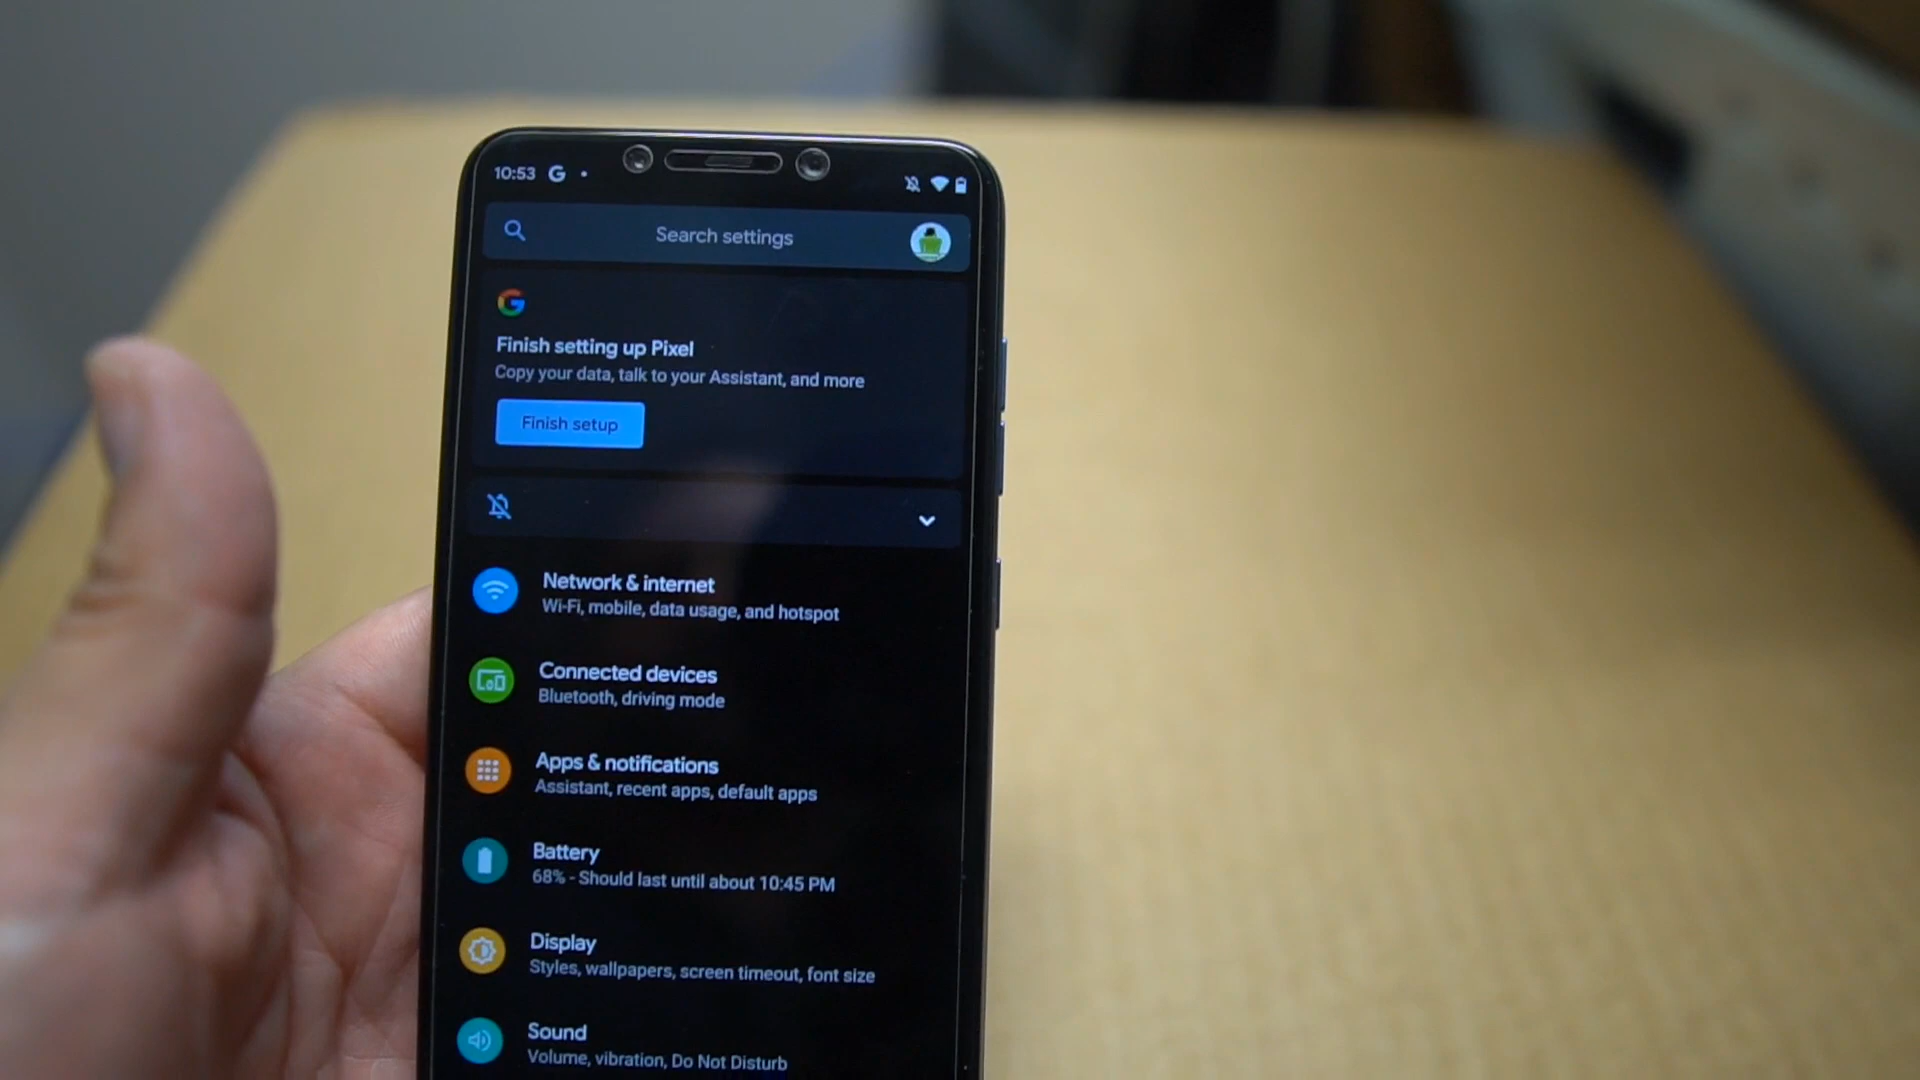 10:53 G
Search settings
G
Finish setting up Pixel
Copy your data, talk to your Assistant, and more
Finish setup
Network & internet
Wi-Fi, mobile, data usage, and hotspot
Connected devices
Bluetooth, driving mode
Apps & notifications
Assistant, recent apps, default apps
Battery
68% - Should last until about 10:45 PM
Display
Styles, wallpapers, screen timeout, font size
Sound
Volume, vibration, Do Not Disturb